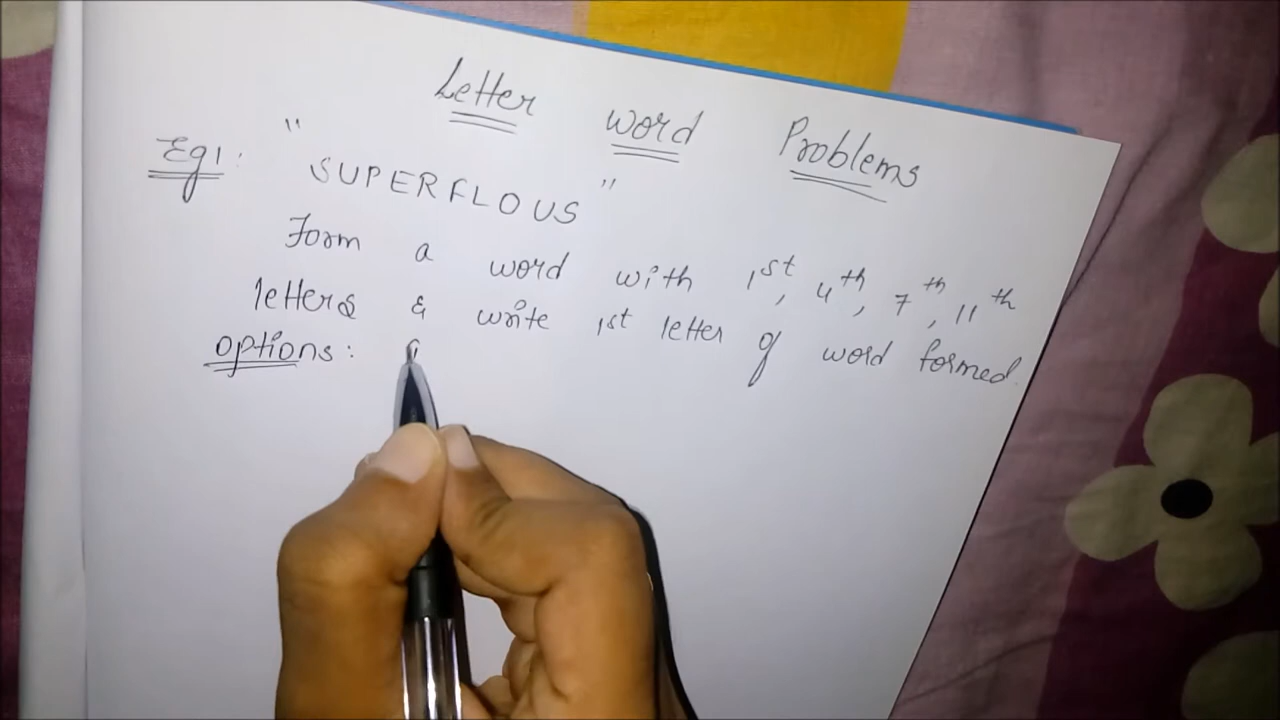 Letter word Problems
Eg1: " SUPERFLOUS "
Form a word with 1st, 4th, 7th, 11th
letters & write 1st letter of word formed.
options: